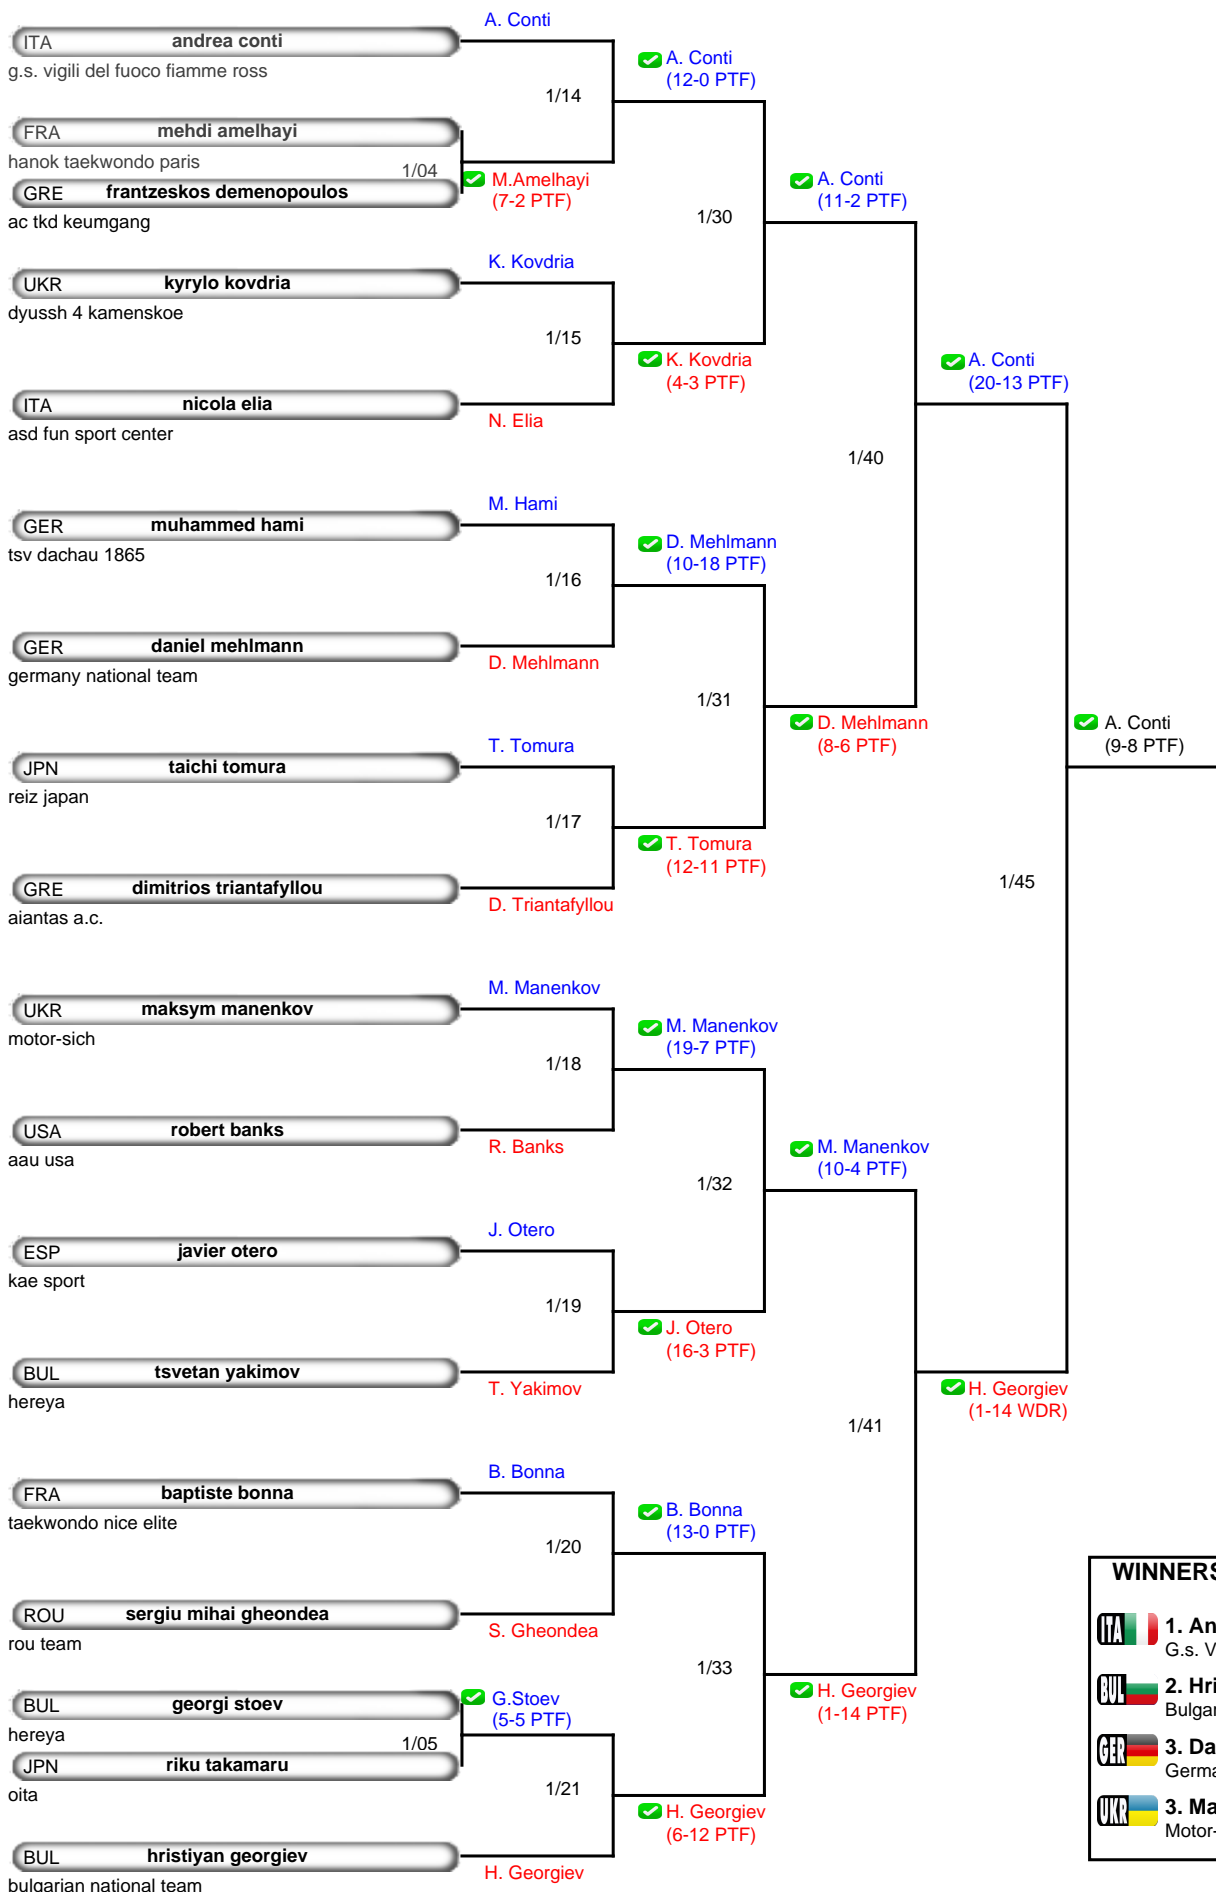 A. Conti
ITA andrea conti
g.s. vigili del fuoco fiamme ross
A. Conti
(12-0 PTF)
1/14
FRA mehdi amelhayi
hanok taekwondo paris
1/04
M.Amelhayi
(7-2 PTF)
GRE frantzeskos demenopoulos
ac tkd keumgang
A. Conti
(11-2 PTF)
1/30
K. Kovdria
UKR kyrylo kovdria
dyussh 4 kamenskoe
1/15
K. Kovdria
(4-3 PTF)
A. Conti
(20-13 PTF)
ITA nicola elia
asd fun sport center
N. Elia
1/40
M. Hami
GER muhammed hami
tsv dachau 1865
D. Mehlmann
(10-18 PTF)
1/16
GER daniel mehlmann
germany national team
D. Mehlmann
1/31
D. Mehlmann
(8-6 PTF)
A. Conti
(9-8 PTF)
T. Tomura
JPN taichi tomura
reiz japan
1/17
T. Tomura
(12-11 PTF)
1/45
GRE dimitrios triantafyllou
aiantas a.c.
D. Triantafyllou
M. Manenkov
UKR maksym manenkov
motor-sich
M. Manenkov
(19-7 PTF)
1/18
USA robert banks
aau usa
R. Banks
M. Manenkov
(10-4 PTF)
1/32
J. Otero
ESP javier otero
kae sport
1/19
J. Otero
(16-3 PTF)
BUL tsvetan yakimov
hereya
T. Yakimov
H. Georgiev
(1-14 WDR)
1/41
B. Bonna
FRA baptiste bonna
taekwondo nice elite
B. Bonna
(13-0 PTF)
1/20
ROU sergiu mihai gheondea
rou team
S. Gheondea
1/33
H. Georgiev
(1-14 PTF)
BUL georgi stoev
hereya
G.Stoev
(5-5 PTF)
1/05
JPN riku takamaru
oita
1/21
H. Georgiev
(6-12 PTF)
BUL hristiyan georgiev
bulgarian national team
H. Georgiev
WINNERS
ITA 1. An
G.s. V
BUL 2. Hri
Bulgar
GER 3. Da
Germa
UKR 3. Ma
Motor-